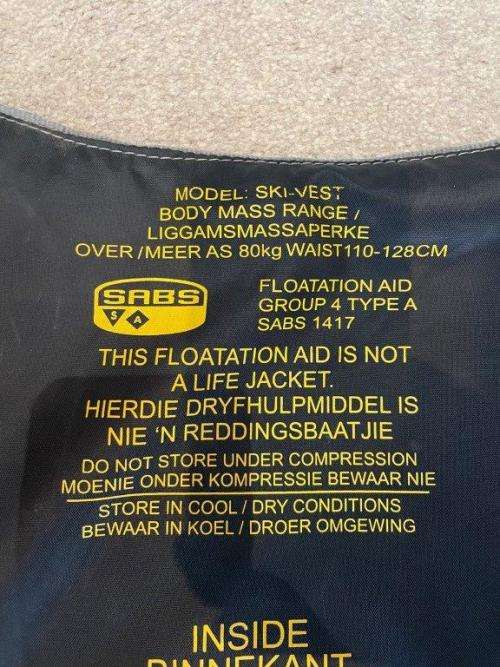 MODEL: SKI-VEST
BODY MASS RANGE /
LIGGAMSMASSAPERKE
OVER /MEER AS 80kg WAIST110-128CM
SABS
S A
FLOATATION AID
GROUP 4 TYPE A
SABS 1417
THIS FLOATATION AID IS NOT
A LIFE JACKET.
HIERDIE DRYFHULPMIDDEL IS
NIE 'N REDDINGSBAATJIE
DO NOT STORE UNDER COMPRESSION
MOENIE ONDER KOMPRESSIE BEWAAR NIE
STORE IN COOL / DRY CONDITIONS
BEWAAR IN KOEL / DROER OMGEWING
INSIDE
BINNEKANT